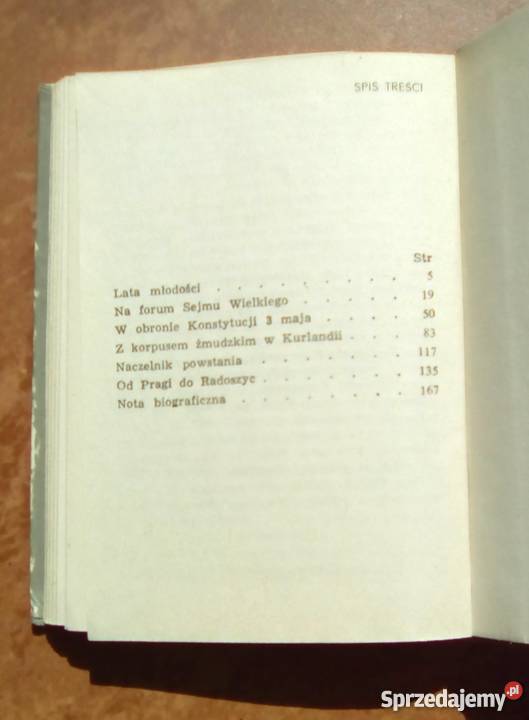 SPIS TREŚCI
Str
Lata młodości . . . . . . . . . 5
Na forum Sejmu Wielkiego . . . . . 19
W obronie Konstytucji 3 maja . . . . 50
Z korpusem żmudzkim w Kurlandii . . . 83
Naczelnik powstania . . . . . . . 117
Od Pragi do Radoszyc . . . . . . 135
Nota biograficzna . . . . . . . 167
Sprzedajemy.pl